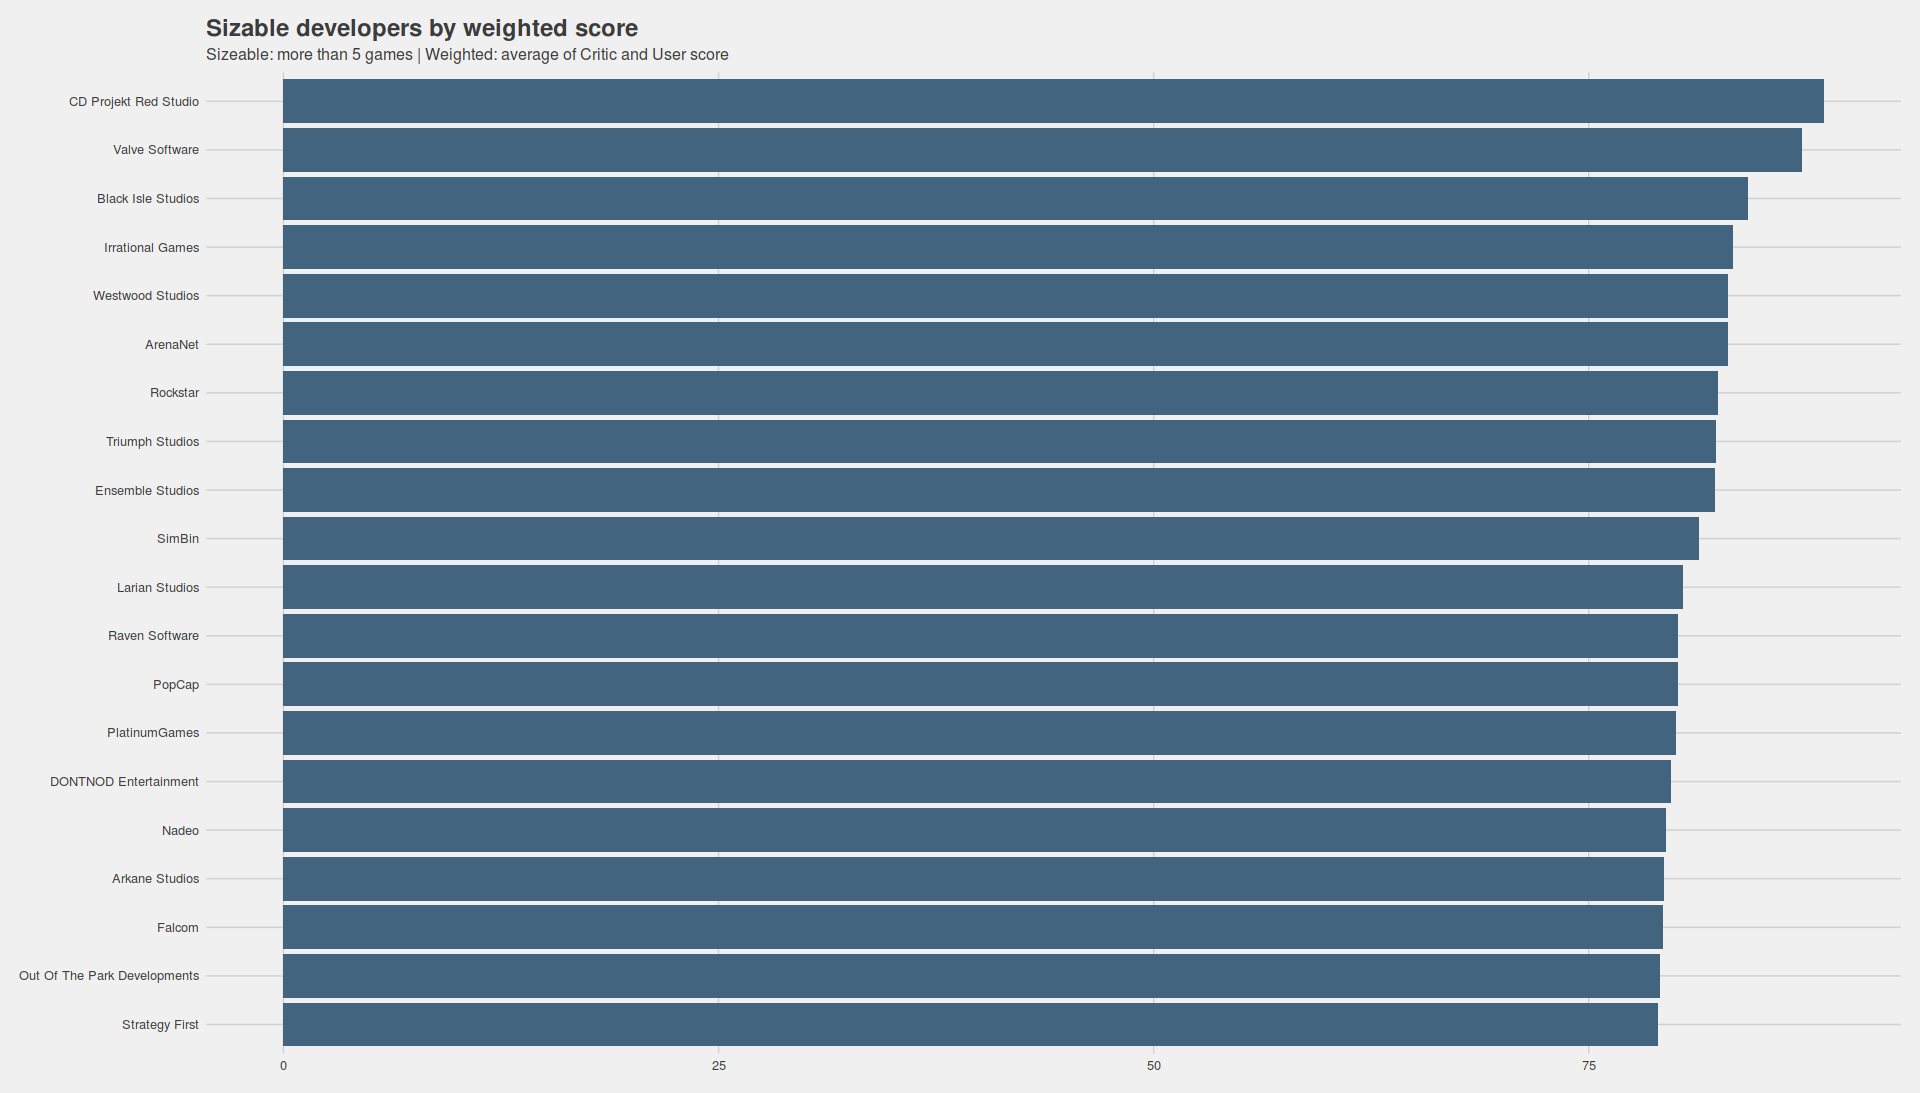 Sizable developers by weighted score
Sizeable: more than 5 games | Weighted: average of Critic and User score
CD Projekt Red Studio
Valve Software
Black Isle Studios
Irrational Games
Westwood Studios
ArenaNet
Rockstar
Triumph Studios
Ensemble Studios
SimBin
Larian Studios
Raven Software
PopCap
PlatinumGames
DONTNOD Entertainment
Nadeo
Arkane Studios
Falcom
Out Of The Park Developments
Strategy First
0 25 50 75